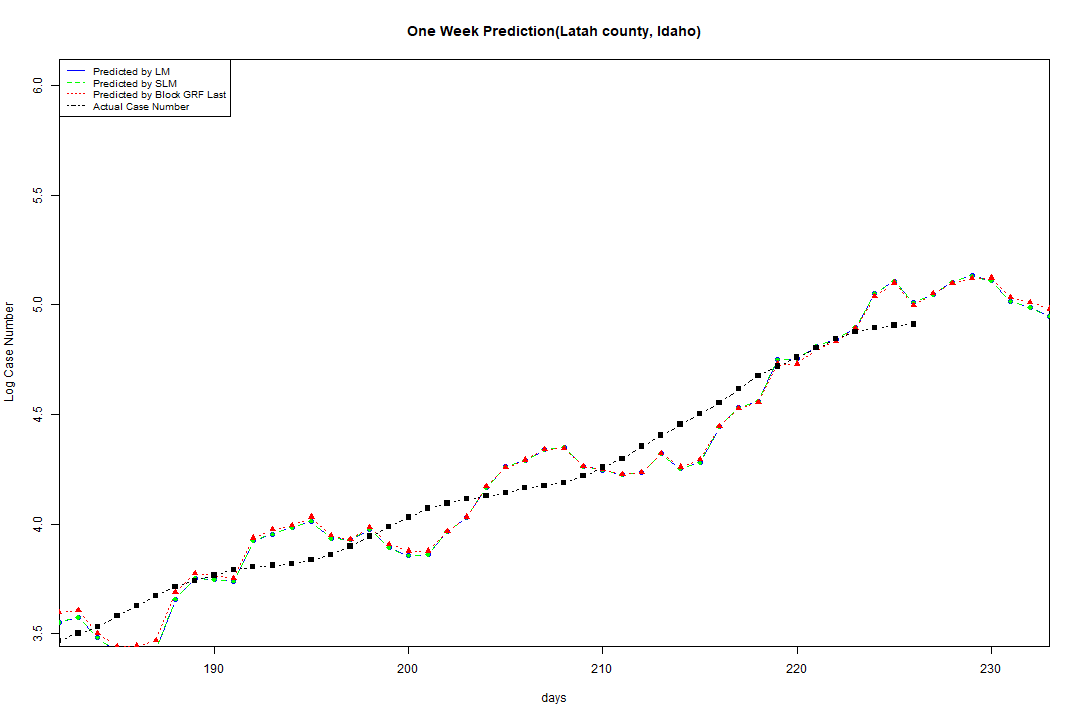 One Week Prediction(Latah county, Idaho)
Predicted by LM
Predicted by SLM
Predicted by Block GRF Last
Actual Case Number
6.0
5.5
5.0
4.5
4.0
3.5
Log Case Number
190 200 210 220 230
days